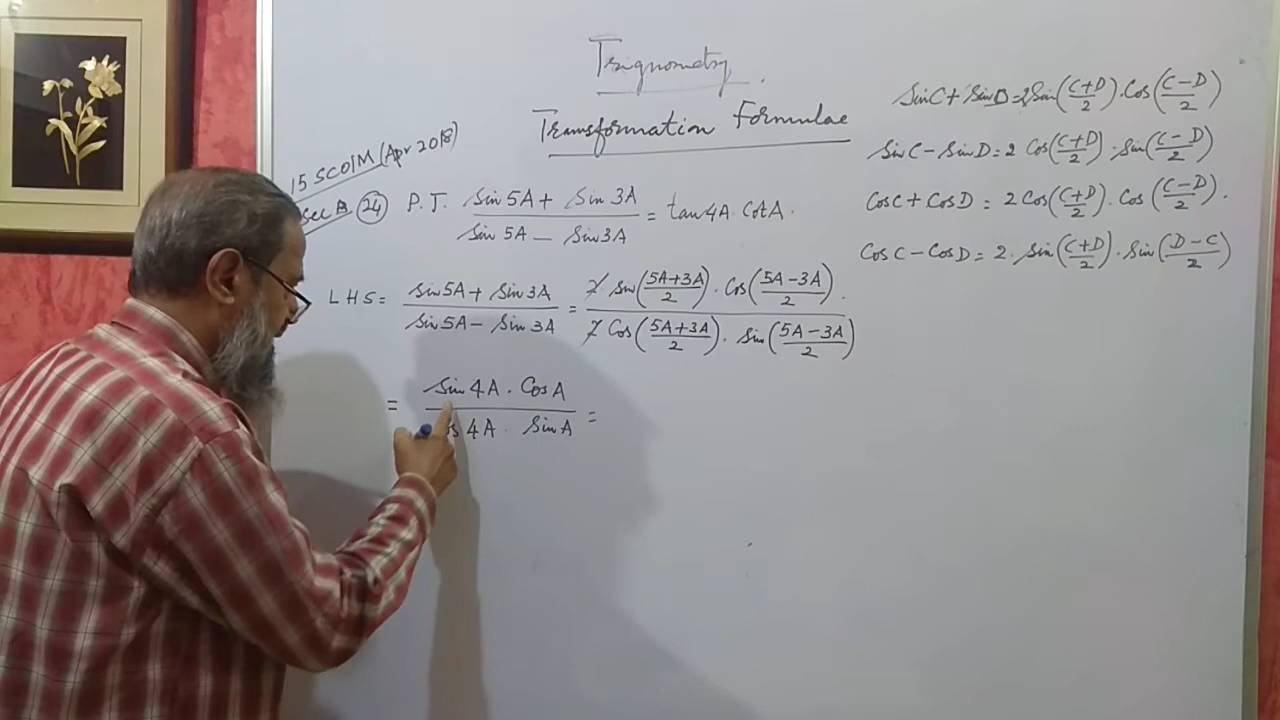 Trignometry.
Transformation Formulae
15 SC01M (Apr 2018)
Sec B (24) P.T. (Sin 5A + Sin 3A)/(Sin 5A – Sin 3A) = tan 4A. Cot A.
LHS = (Sin 5A + Sin 3A)/(Sin 5A – Sin 3A) = (2 Sin((5A+3A)/2) . Cos((5A–3A)/2).)/(2 Cos((5A+3A)/2) . Sin((5A–3A)/2))
= (Sin 4A . Cos A)/(os 4A . Sin A) =
Sin C + Sin D = 2 Sin((C+D)/2) . Cos((C–D)/2)
Sin C – Sin D = 2 Cos((C+D)/2) . Sin((C–D)/2)
Cos C + Cos D = 2 Cos((C+D)/2) . Cos((C–D)/2).
Cos C – Cos D = 2 . Sin((C+D)/2) . Sin((D–C)/2)